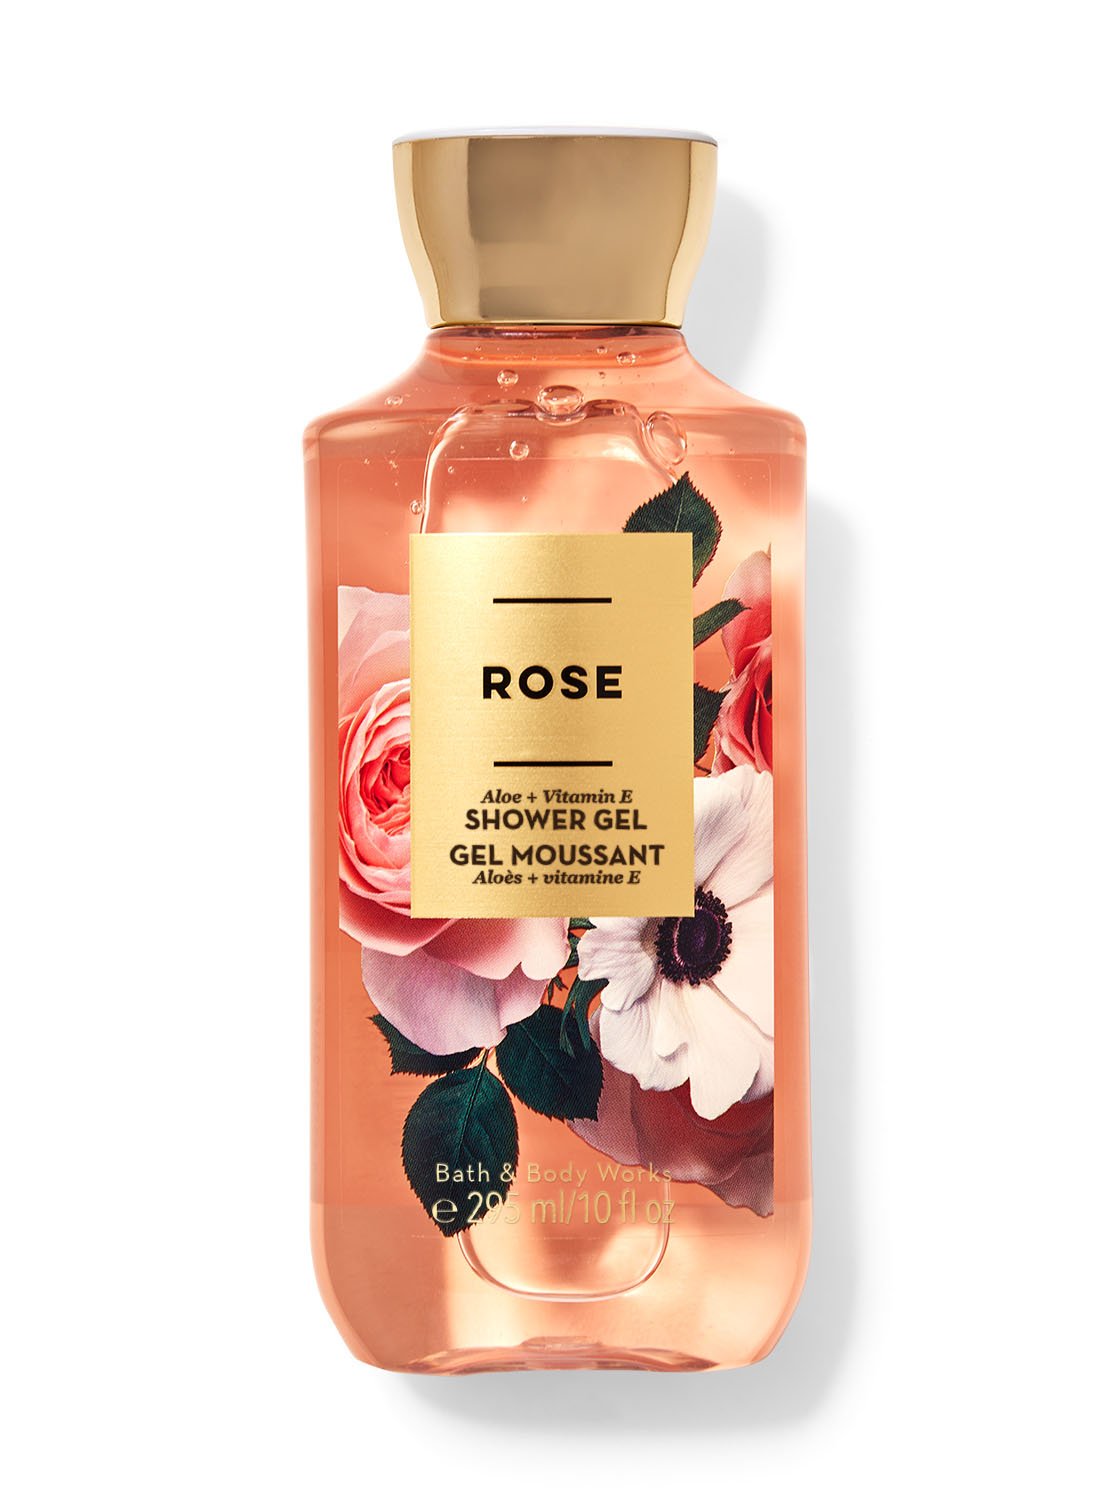 ROSE
Aloe + Vitamin E
SHOWER GEL
GEL MOUSSANT
Aloès + vitamine E
Bath & Body Works
℮ 295 ml/10 fl oz